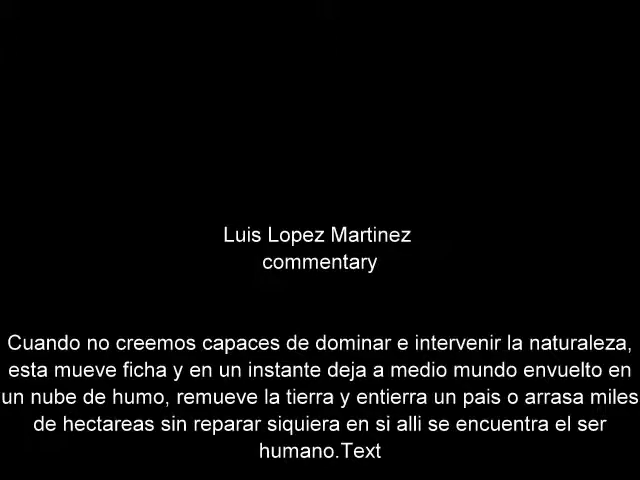 Luis Lopez Martinez
commentary
Cuando no creemos capaces de dominar e intervenir la naturaleza,
esta mueve ficha y en un instante deja a medio mundo envuelto en
un nube de humo, remueve la tierra y entierra un pais o arrasa miles
de hectareas sin reparar siquiera en si alli se encuentra el ser
humano.Text